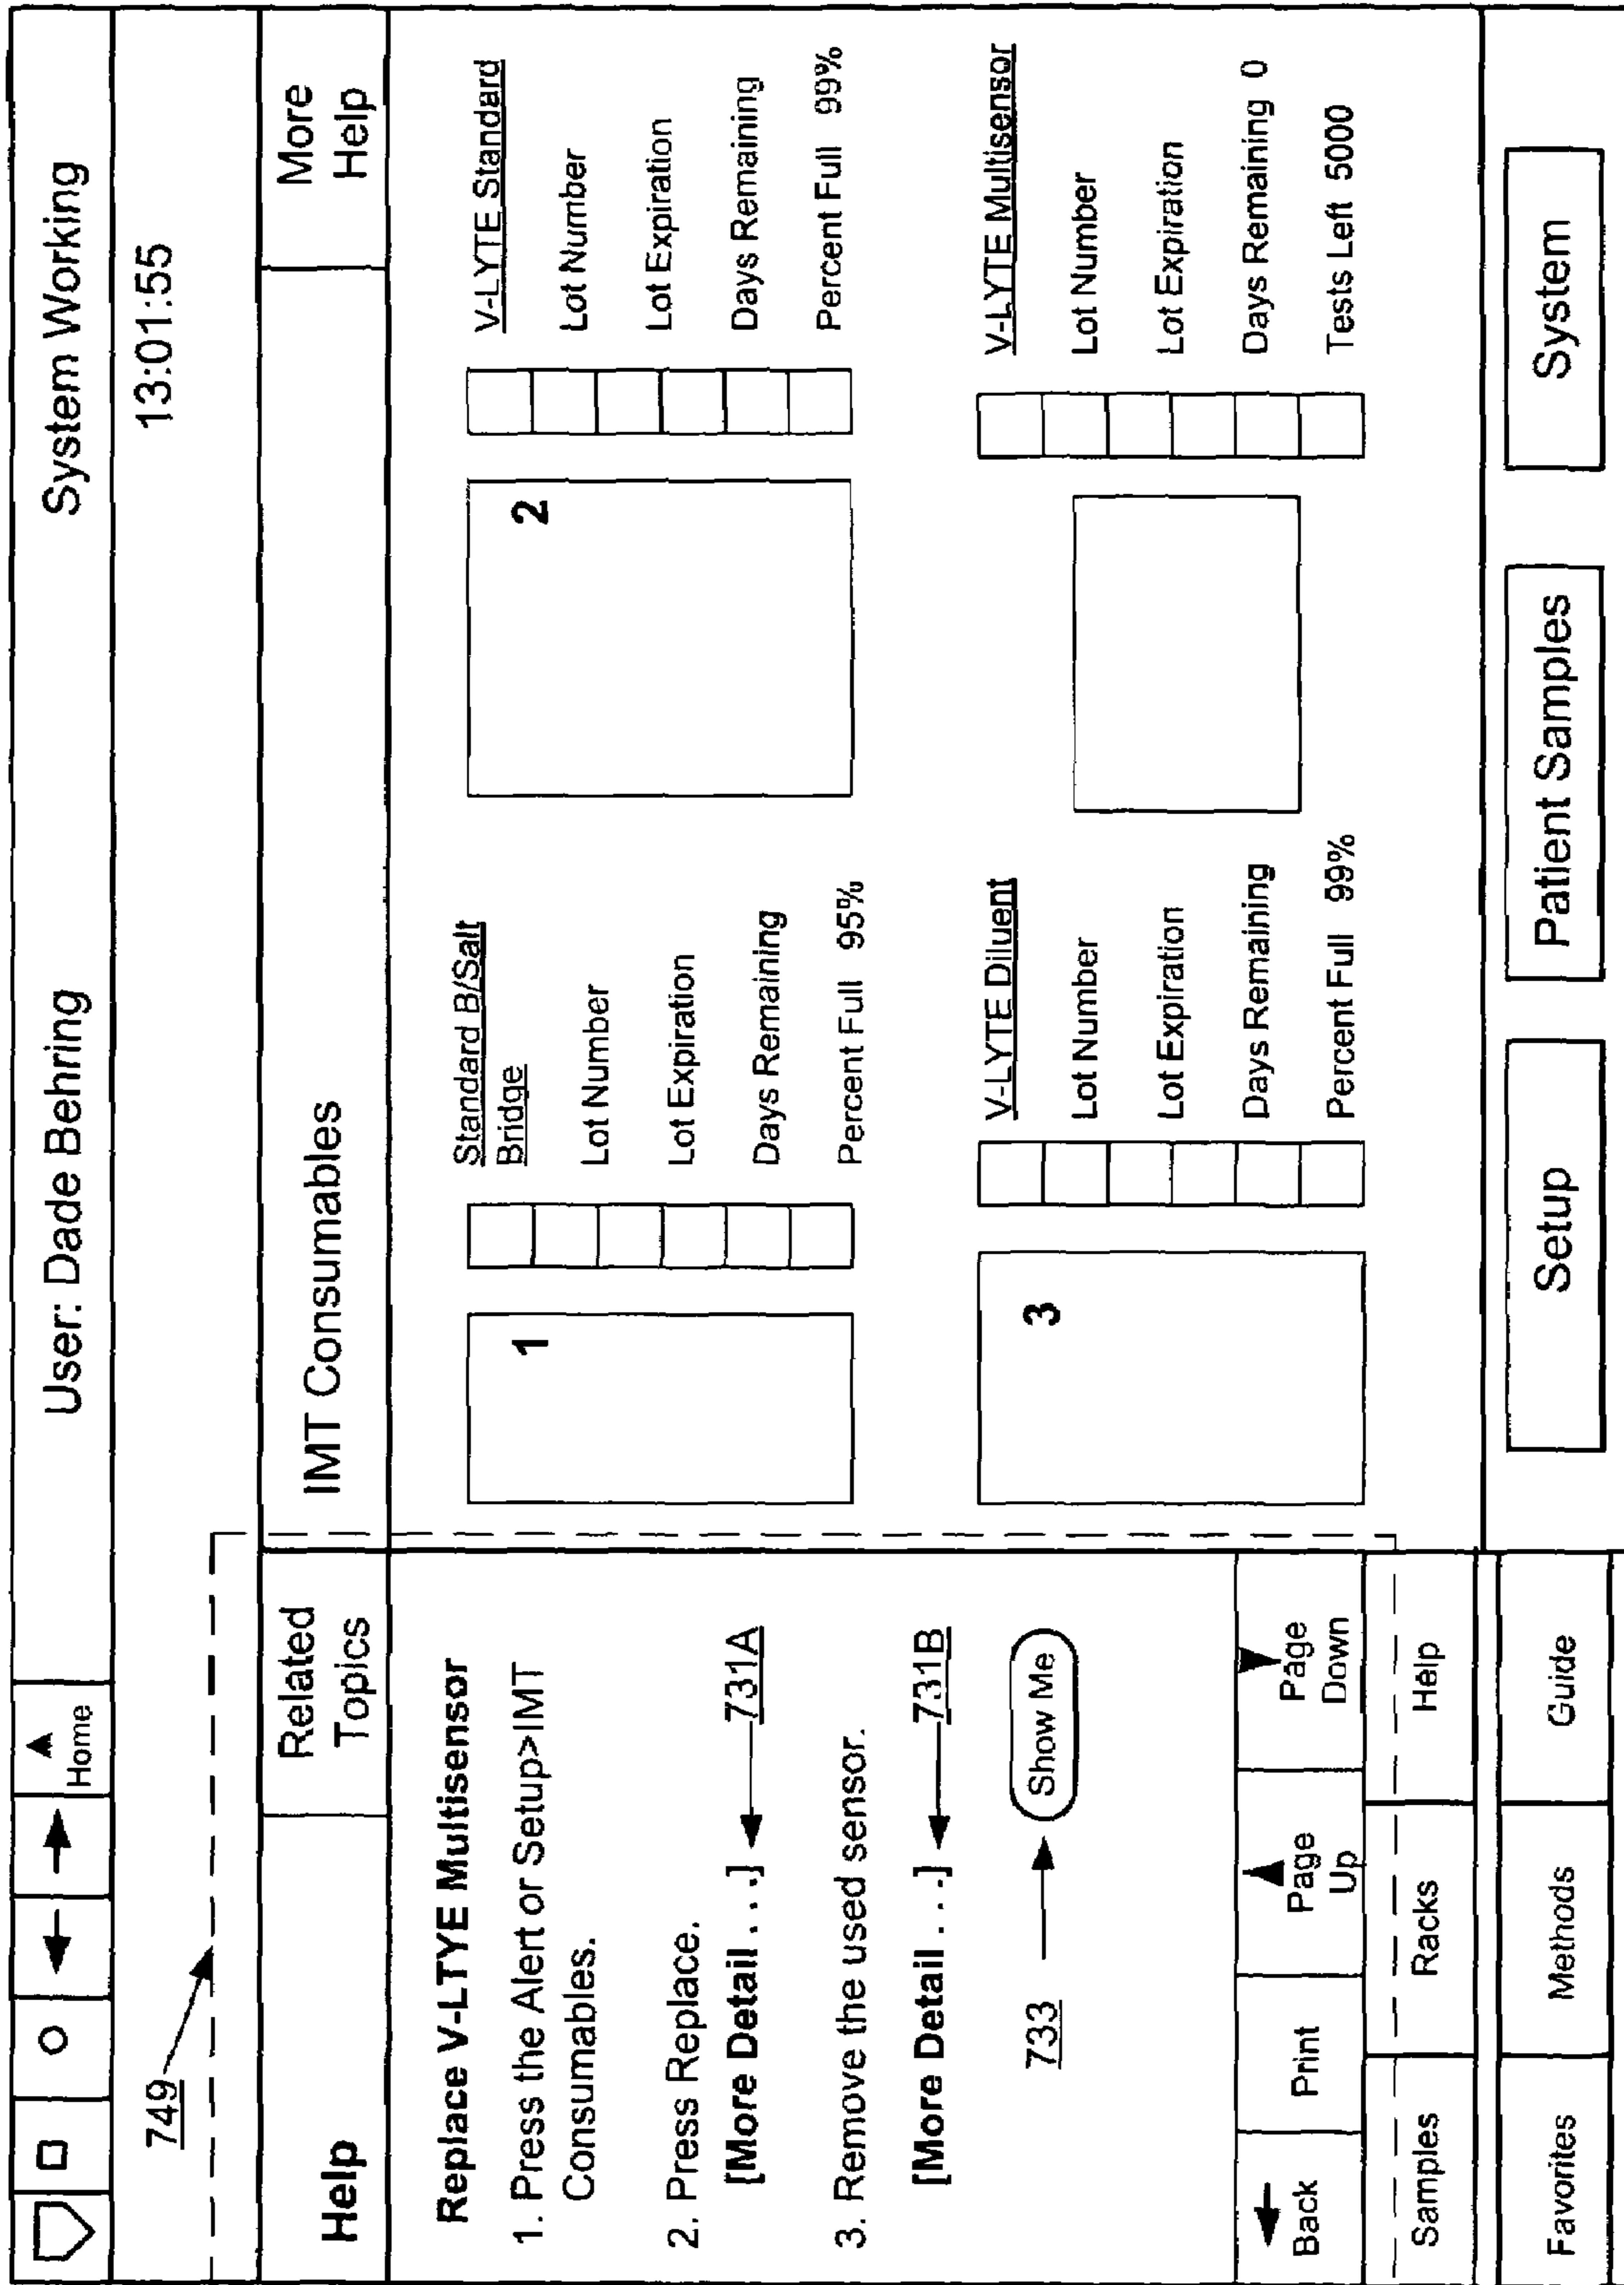 Home
User: Dade Behring
System Working
749
13:01:55
Help
Related
Topics
IMT Consumables
More
Help
Replace V-LTYE Multisensor
1. Press the Alert or Setup>IMT
Consumables.
2. Press Replace.
[More Detail . . .]
731A
3. Remove the used sensor.
[More Detail . . .]
731B
733
Show Me
Back
Print
Page
Up
Page
Down
Samples
Racks
Help
Favorites
Methods
Guide
1
Standard B/Salt
Bridge
Lot Number
Lot Expiration
Days Remaining
Percent Full 95%
2
V-LYTE Standard
Lot Number
Lot Expiration
Days Remaining
Percent Full 99%
3
V-LYTE Diluent
Lot Number
Lot Expiration
Days Remaining
Percent Full 99%
V-LYTE Multisensor
Lot Number
Lot Expiration
Days Remaining 0
Tests Left 5000
Setup
Patient Samples
System